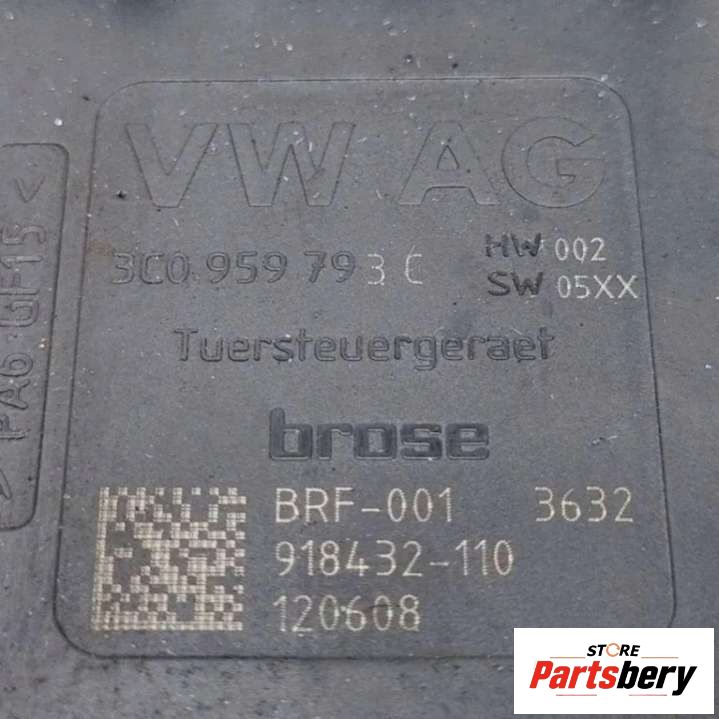 VW AG
3C0 959 793 C
HW 002
SW 05XX
Tuersteuergeraet
brose
BRF-001 3632
918432-110
120608
>PA6 GF15<
STORE
Partsbery